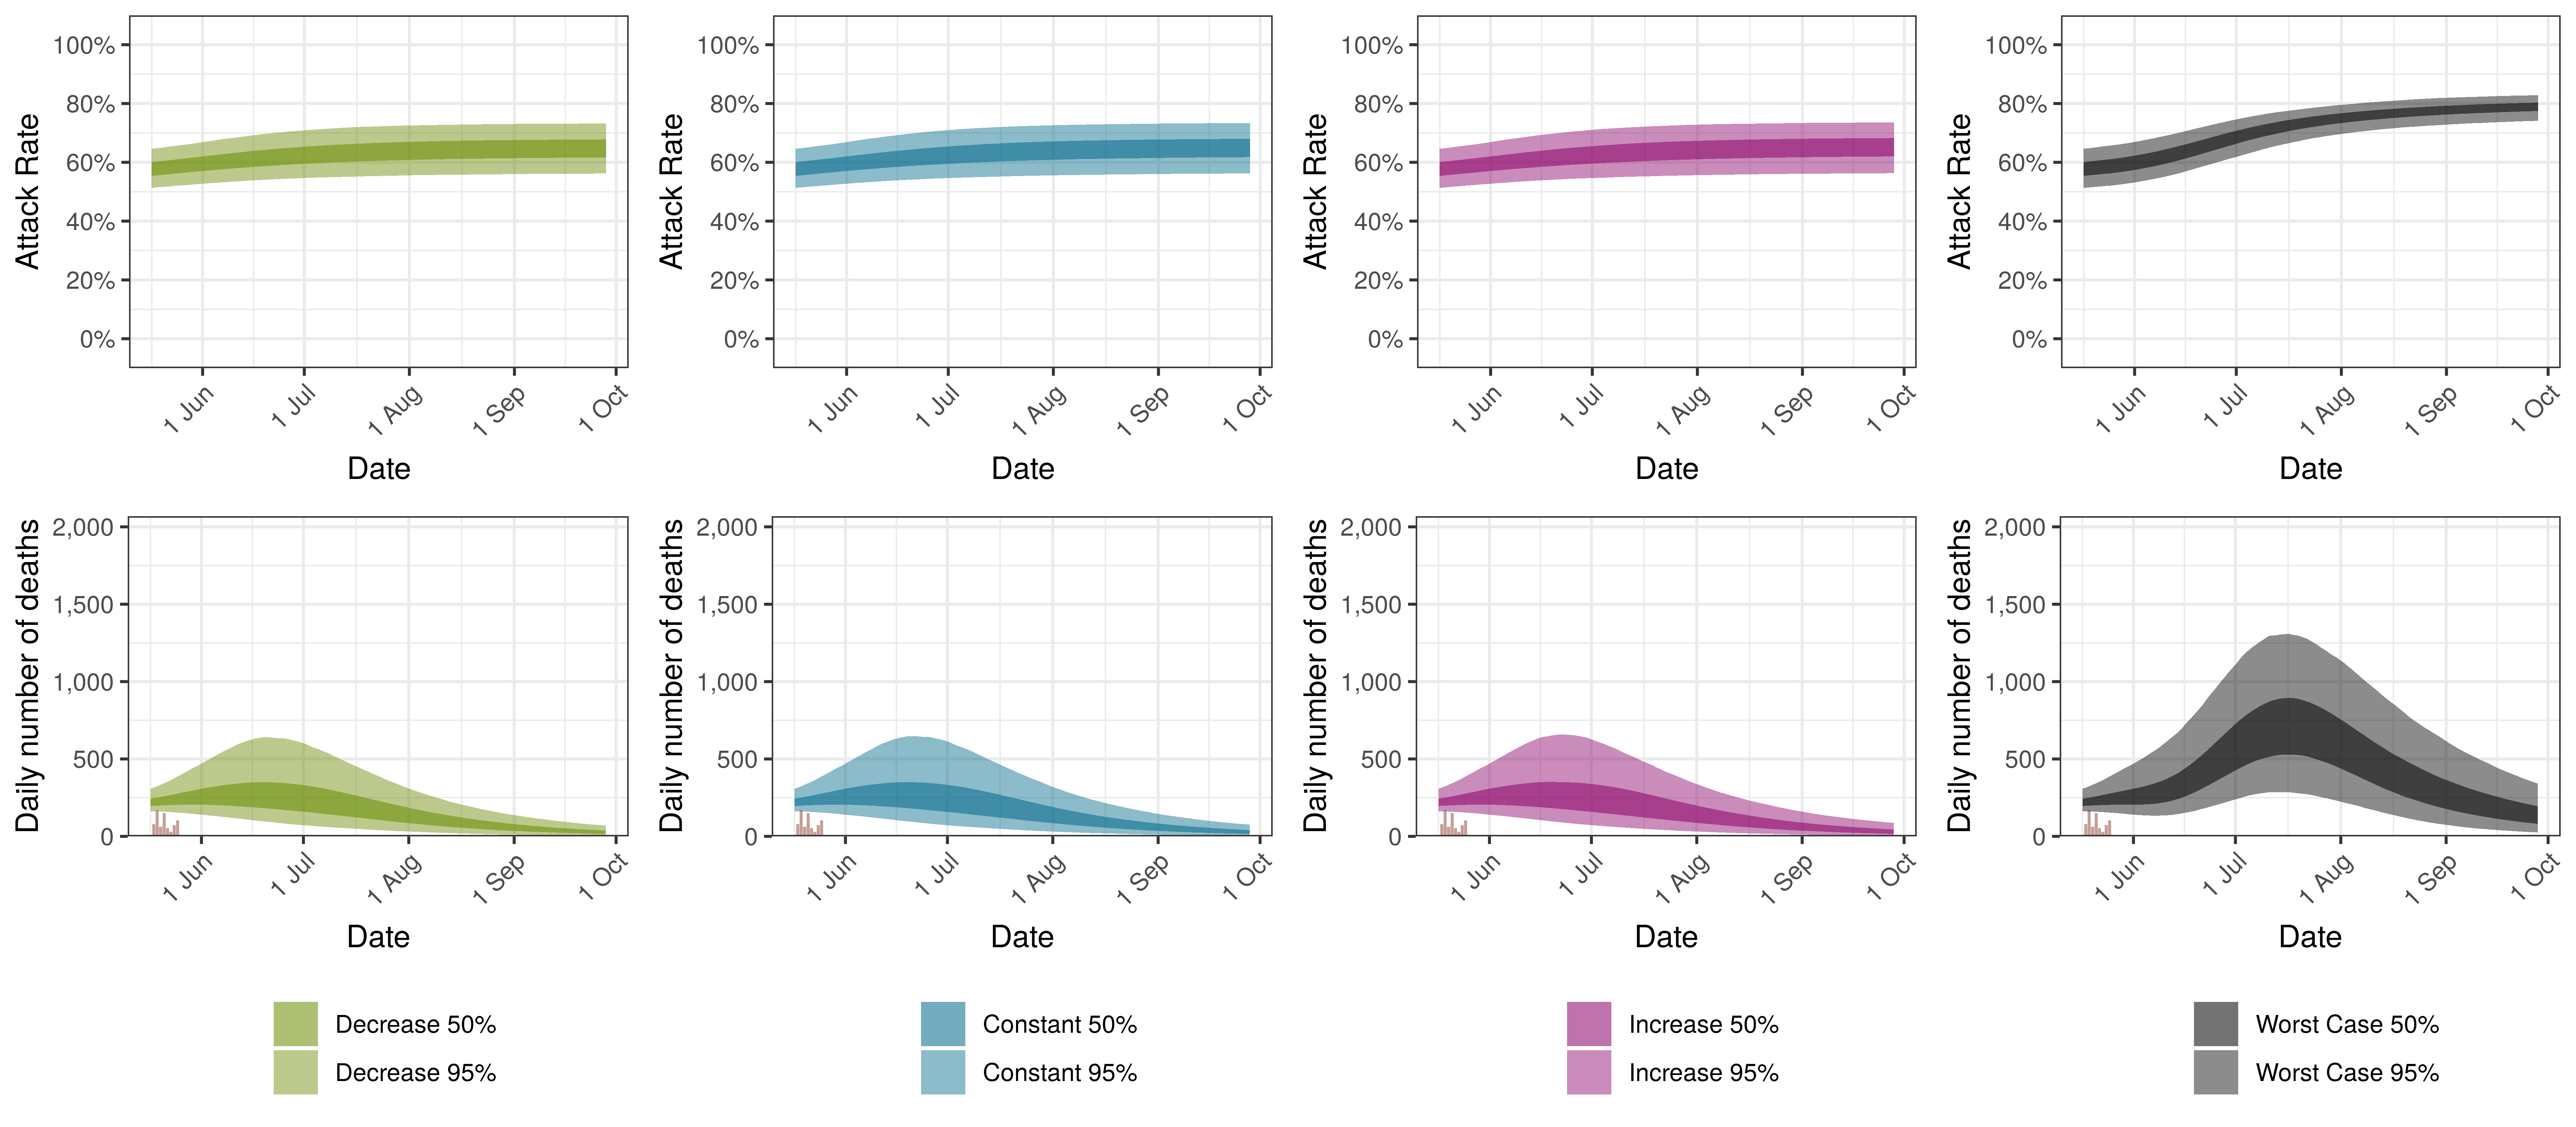 Attack Rate
100%
80%
60%
40%
20%
0%
1 Jun
1 Jul
1 Aug
1 Sep
1 Oct
Date
Attack Rate
100%
80%
60%
40%
20%
0%
1 Jun
1 Jul
1 Aug
1 Sep
1 Oct
Date
Attack Rate
100%
80%
60%
40%
20%
0%
1 Jun
1 Jul
1 Aug
1 Sep
1 Oct
Date
Attack Rate
100%
80%
60%
40%
20%
0%
1 Jun
1 Jul
1 Aug
1 Sep
1 Oct
Date
Daily number of deaths
2,000
1,500
1,000
500
0
1 Jun
1 Jul
1 Aug
1 Sep
1 Oct
Date
Daily number of deaths
2,000
1,500
1,000
500
0
1 Jun
1 Jul
1 Aug
1 Sep
1 Oct
Date
Daily number of deaths
2,000
1,500
1,000
500
0
1 Jun
1 Jul
1 Aug
1 Sep
1 Oct
Date
Daily number of deaths
2,000
1,500
1,000
500
0
1 Jun
1 Jul
1 Aug
1 Sep
1 Oct
Date
Decrease 50%
Decrease 95%
Constant 50%
Constant 95%
Increase 50%
Increase 95%
Worst Case 50%
Worst Case 95%